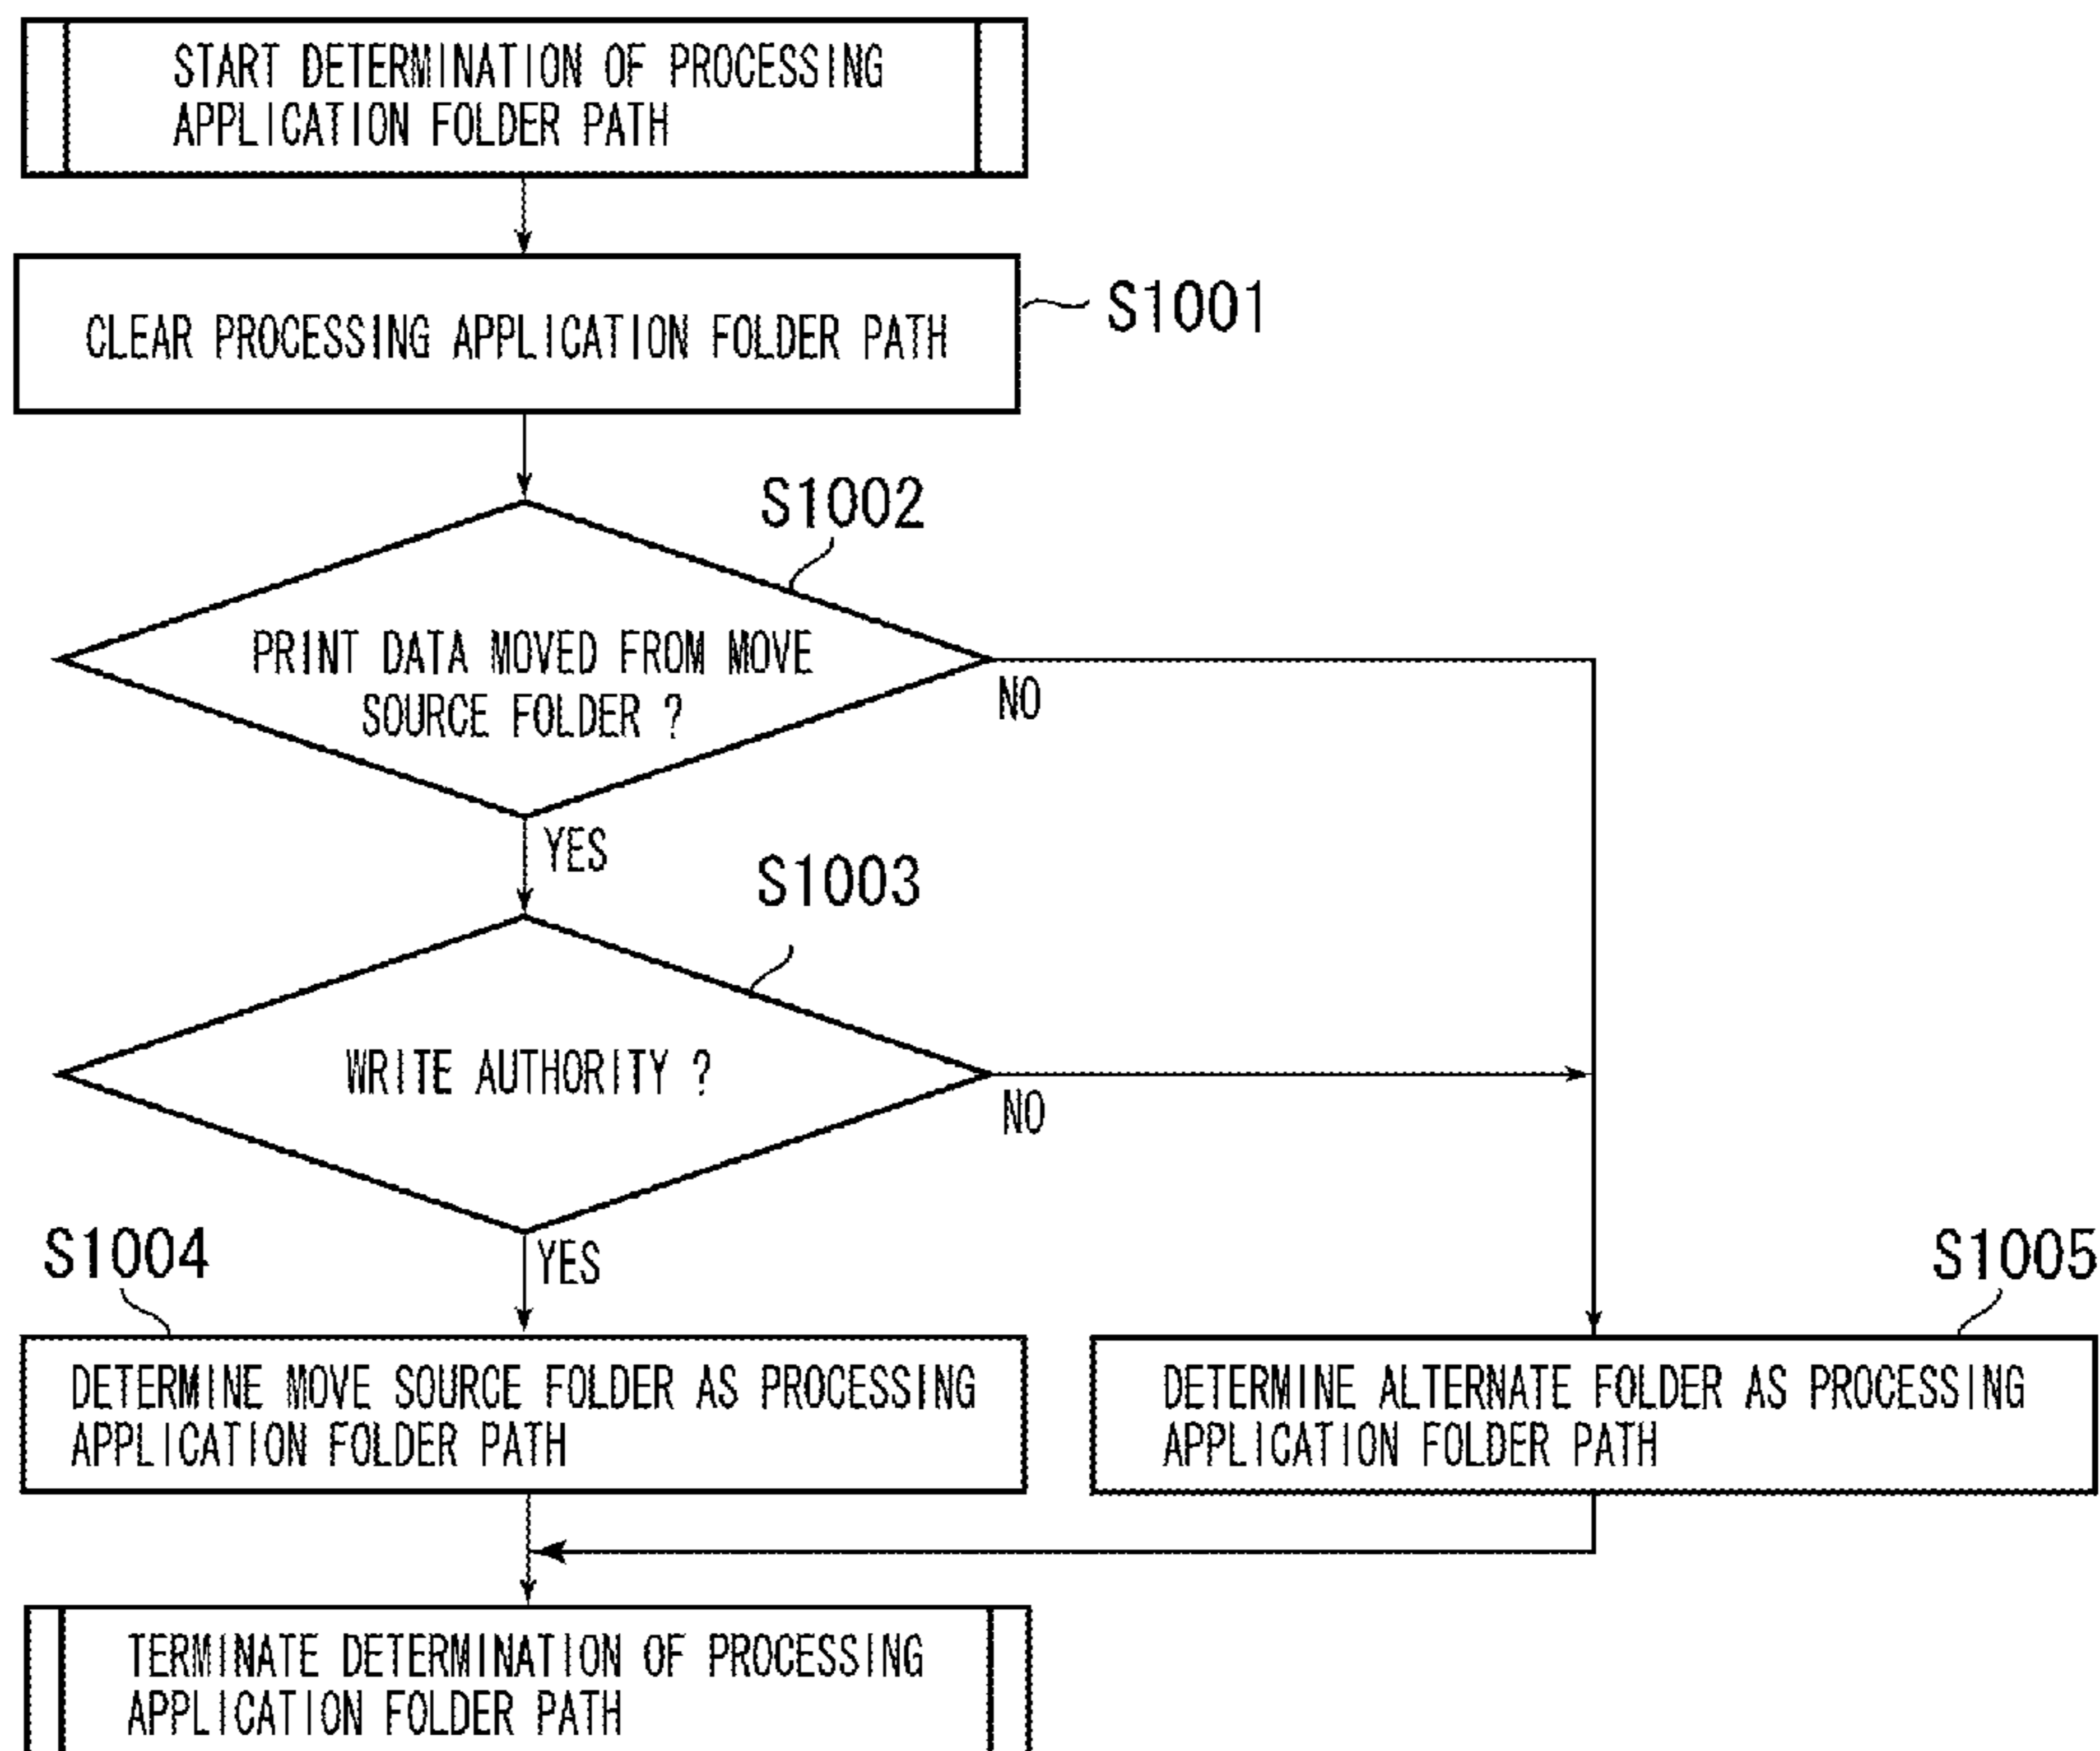 START DETERMINATION OF PROCESSING
APPLICATION FOLDER PATH
CLEAR PROCESSING APPLICATION FOLDER PATH
S1001
S1002
PRINT DATA MOVED FROM MOVE
SOURCE FOLDER ?
NO
YES
S1003
WRITE AUTHORITY ?
NO
YES
S1004
S1005
DETERMINE MOVE SOURCE FOLDER AS PROCESSING
APPLICATION FOLDER PATH
DETERMINE ALTERNATE FOLDER AS PROCESSING
APPLICATION FOLDER PATH
TERMINATE DETERMINATION OF PROCESSING
APPLICATION FOLDER PATH